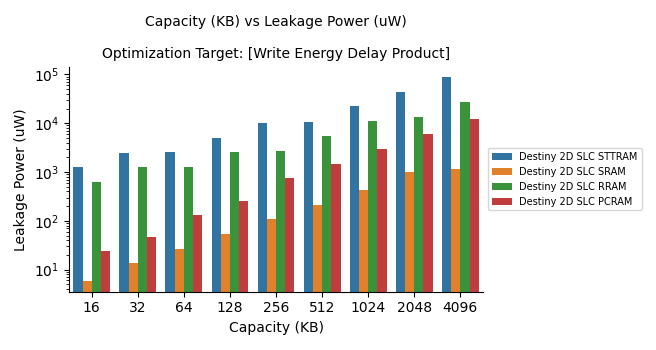 Capacity (KB) vs Leakage Power (uW)
Optimization Target: [Write Energy Delay Product]
Leakage Power (uW)
10^5
10^4
10^3
10^2
10^1
16 32 64 128 256 512 1024 2048 4096
Capacity (KB)
Destiny 2D SLC STTRAM
Destiny 2D SLC SRAM
Destiny 2D SLC RRAM
Destiny 2D SLC PCRAM